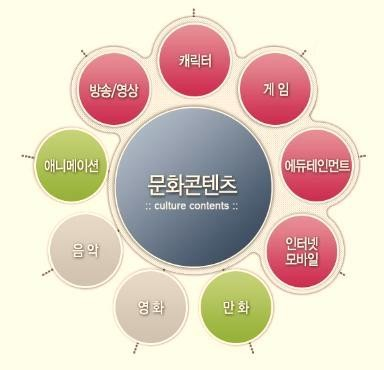 캐릭터
방송/영상
게임
애니메이션
에듀테인먼트
문화콘텐츠
:: culture contents ::
음악
인터넷
모바일
영화
만화